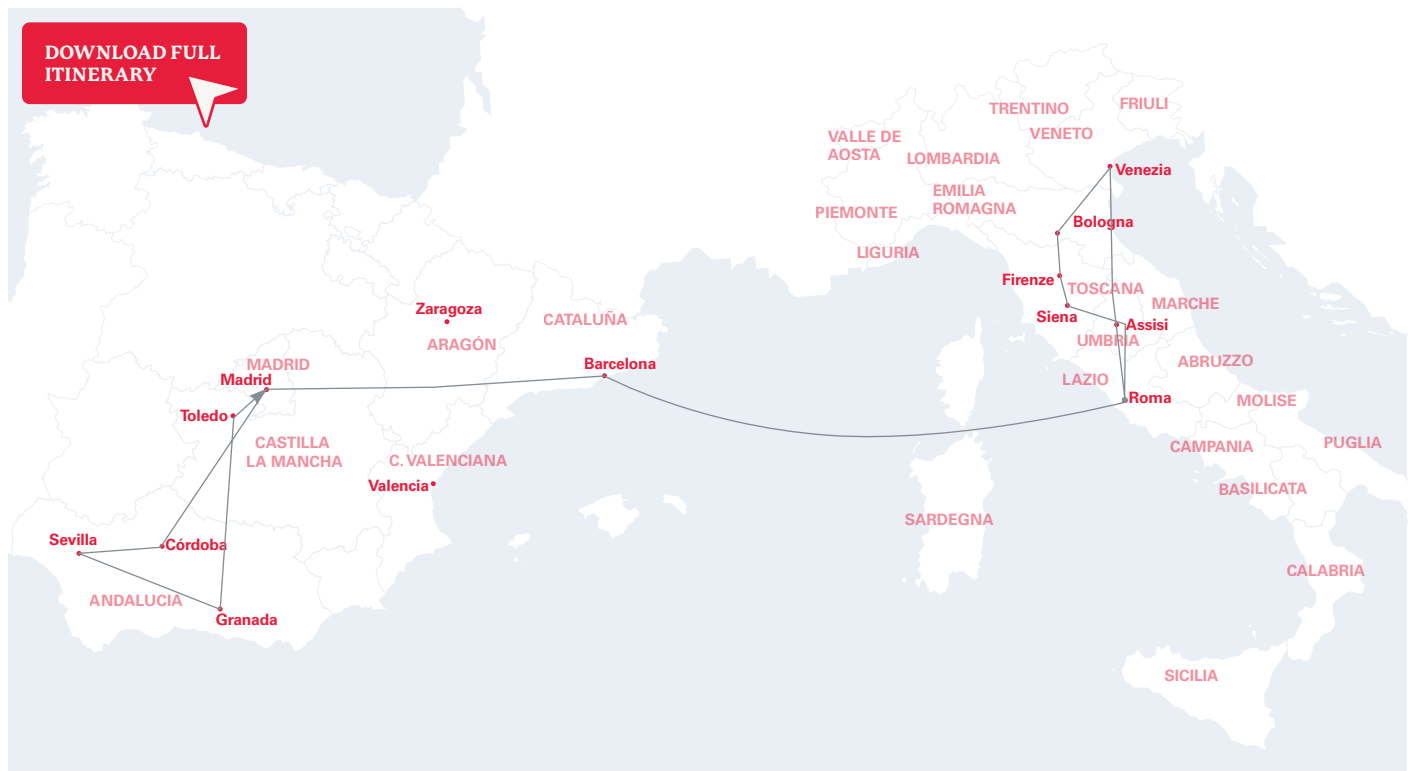 DOWNLOAD FULL
ITINERARY
TRENTINO
FRIULI
VENETO
VALLE DE
AOSTA
LOMBARDIA
Venezia
EMILIA
ROMAGNA
PIEMONTE
Bologna
LIGURIA
Firenze
TOSCANA
MARCHE
Zaragoza
CATALUÑA
Siena
Assisi
ARAGÓN
UMBRIA
MADRID
Barcelona
ABRUZZO
Madrid
LAZIO
Roma
MOLISE
Toledo
CASTILLA
LA MANCHA
C. VALENCIANA
CAMPANIA
PUGLIA
Valencia
BASILICATA
SARDEGNA
Sevilla
Córdoba
CALABRIA
ANDALUCIA
Granada
SICILIA